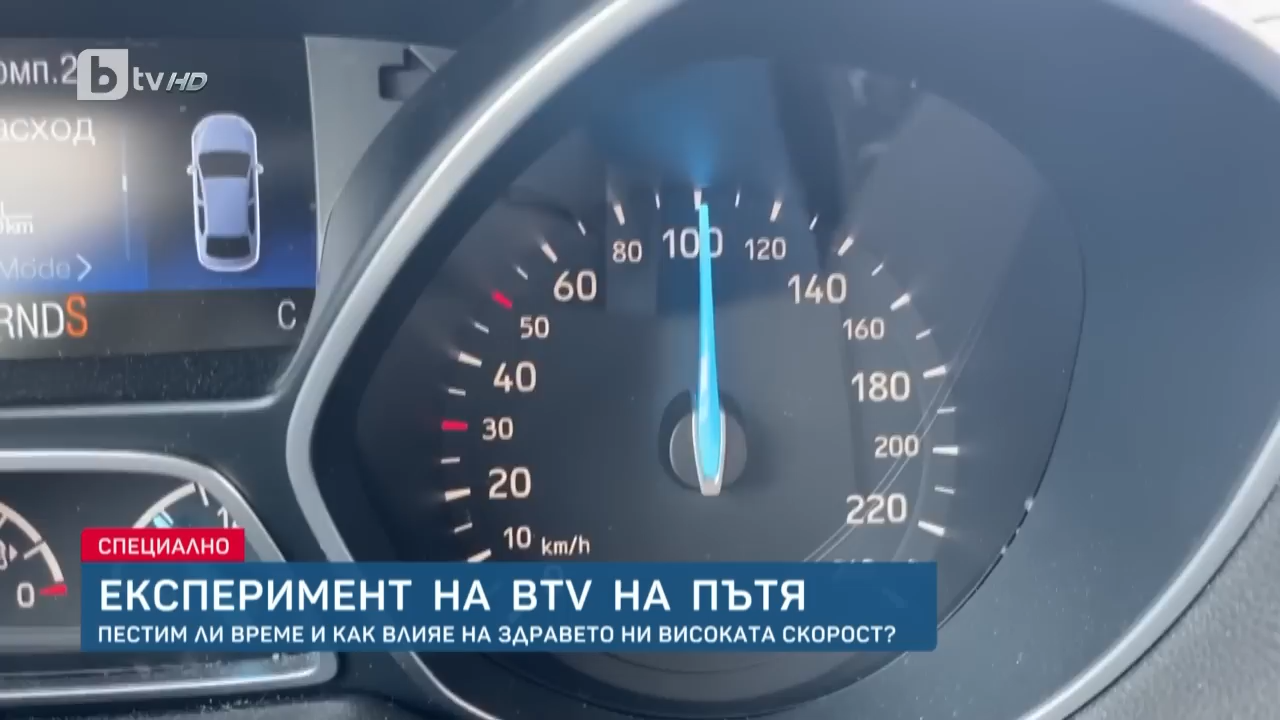 btv HD
омп.2
асход
km
Mode
RNDS C
60 80 100 120 140
50 160
40 180
30 200
20 220
10 km/h
0
СПЕЦИАЛНО
ЕКСПЕРИМЕНТ НА BTV НА ПЪТЯ
ПЕСТИМ ЛИ ВРЕМЕ И КАК ВЛИЯЕ НА ЗДРАВЕТО НИ ВИСОКАТА СКОРОСТ?